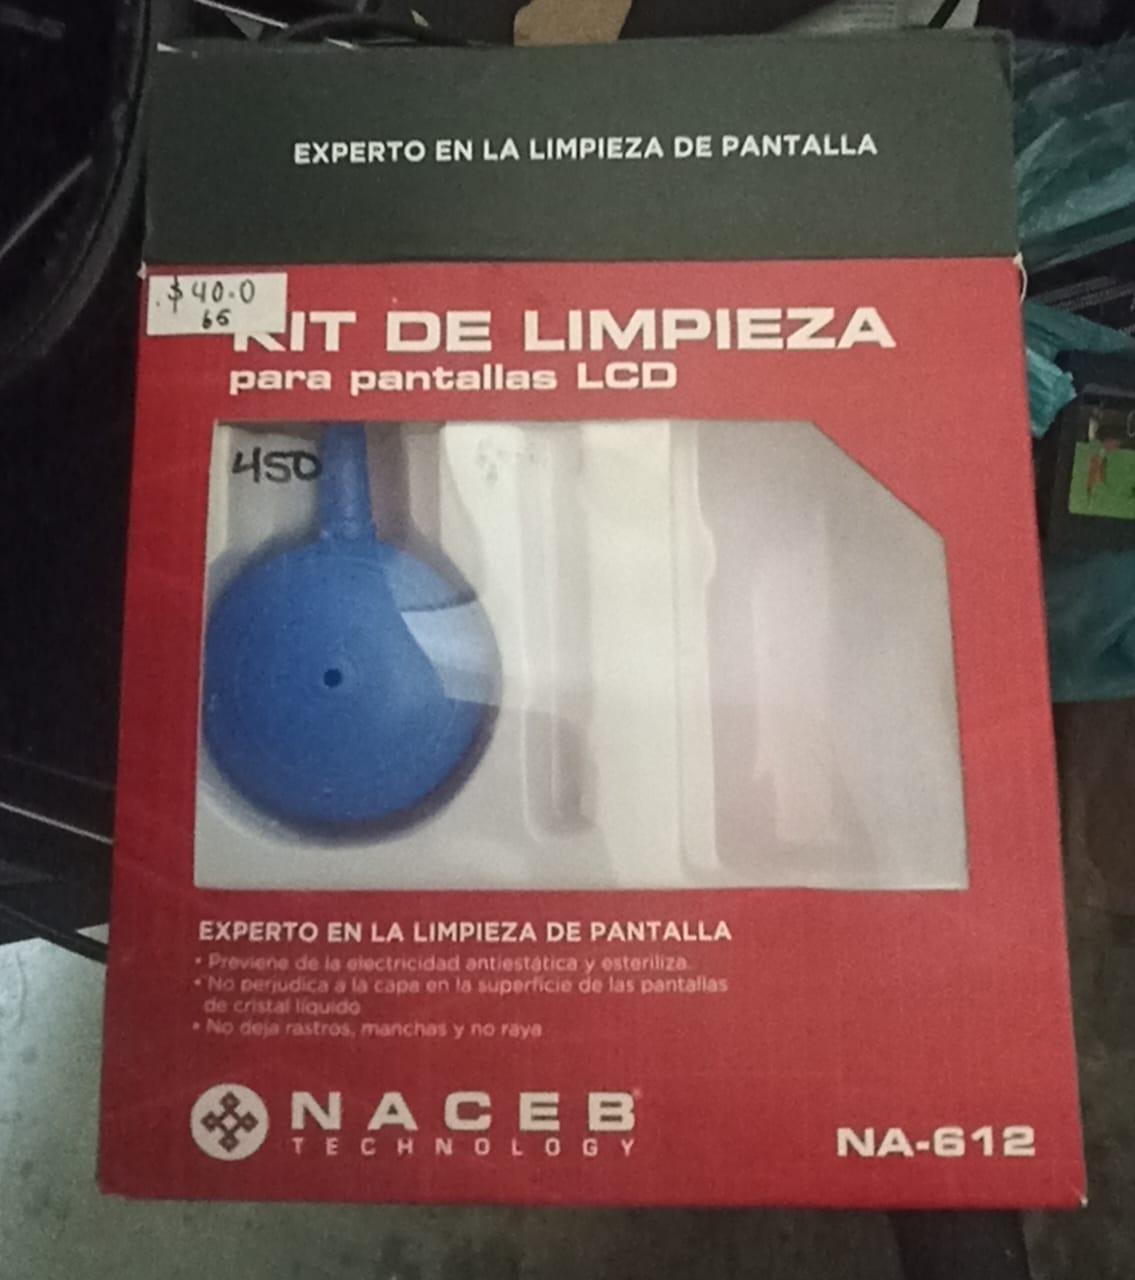 EXPERTO EN LA LIMPIEZA DE PANTALLA
$40.0
65
KIT DE LIMPIEZA
para pantallas LCD
450
EXPERTO EN LA LIMPIEZA DE PANTALLA
• Previene de la electricidad antiestática y esteriliza.
• No perjudica a la capa en la superficie de las pantallas
de cristal líquido
• No deja rastros, manchas y no raya
NACEB
TECHNOLOGY
NA-612